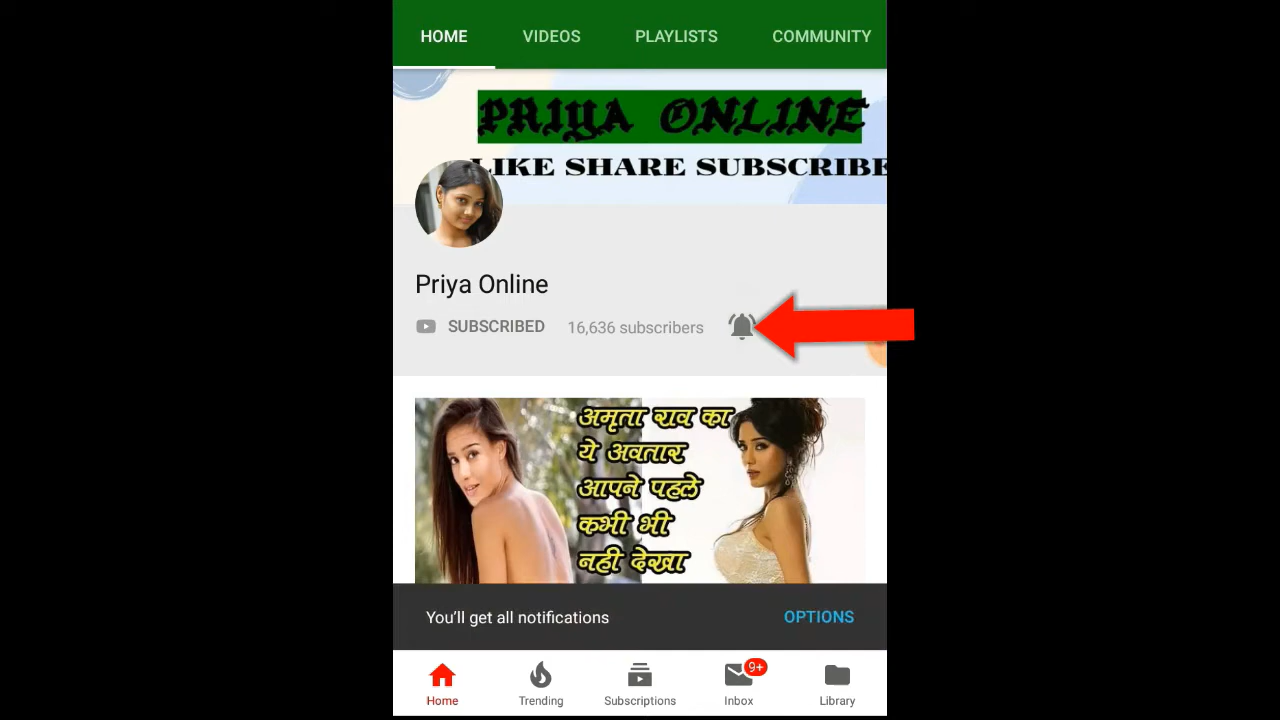 HOME VIDEOS PLAYLISTS COMMUNITY
PRIYA ONLINE
LIKE SHARE SUBSCRIBE
Priya Online
SUBSCRIBED 16,636 subscribers
अमृता राव का
ये अवतार
आपने पहले
कभी भी
नही देखा
You'll get all notifications OPTIONS
9+
Home Trending Subscriptions Inbox Library